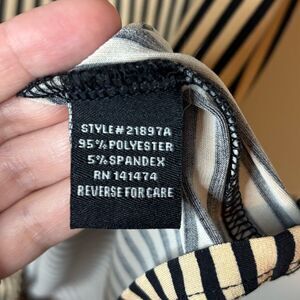 STYLE# 21897A
95% POLYESTER
5% SPANDEX
RN 141474
REVERSE FOR CARE